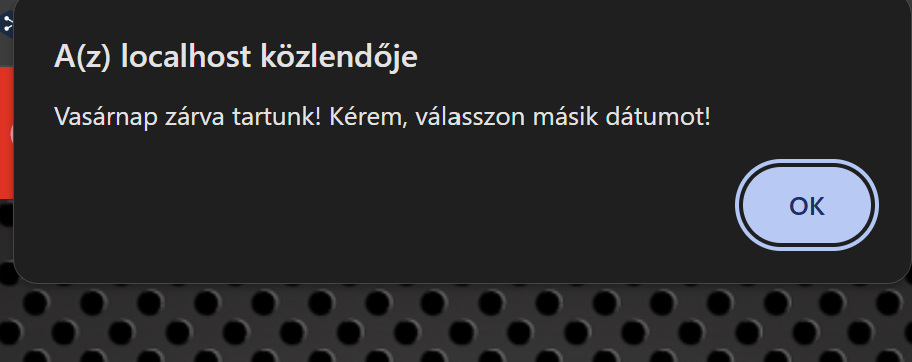 A(z) localhost közlendője
Vasárnap zárva tartunk! Kérem, válasszon másik dátumot!
OK